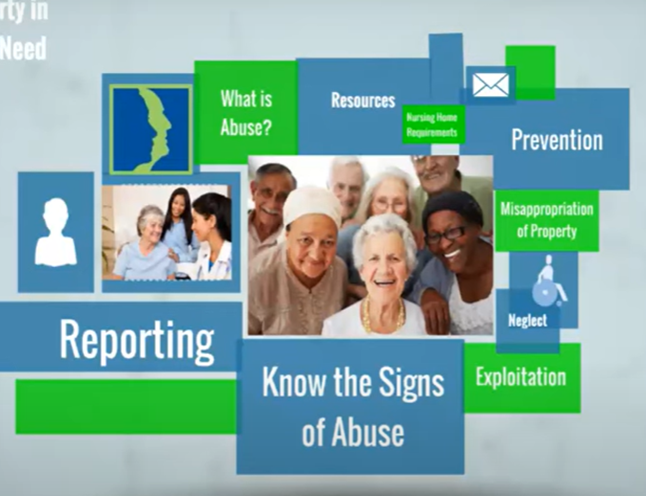 rty in
Need
What is
Abuse?
Resources
Nursing Home
Requirements
Prevention
Misappropriation
of Property
Neglect
Reporting
Know the Signs
of Abuse
Exploitation